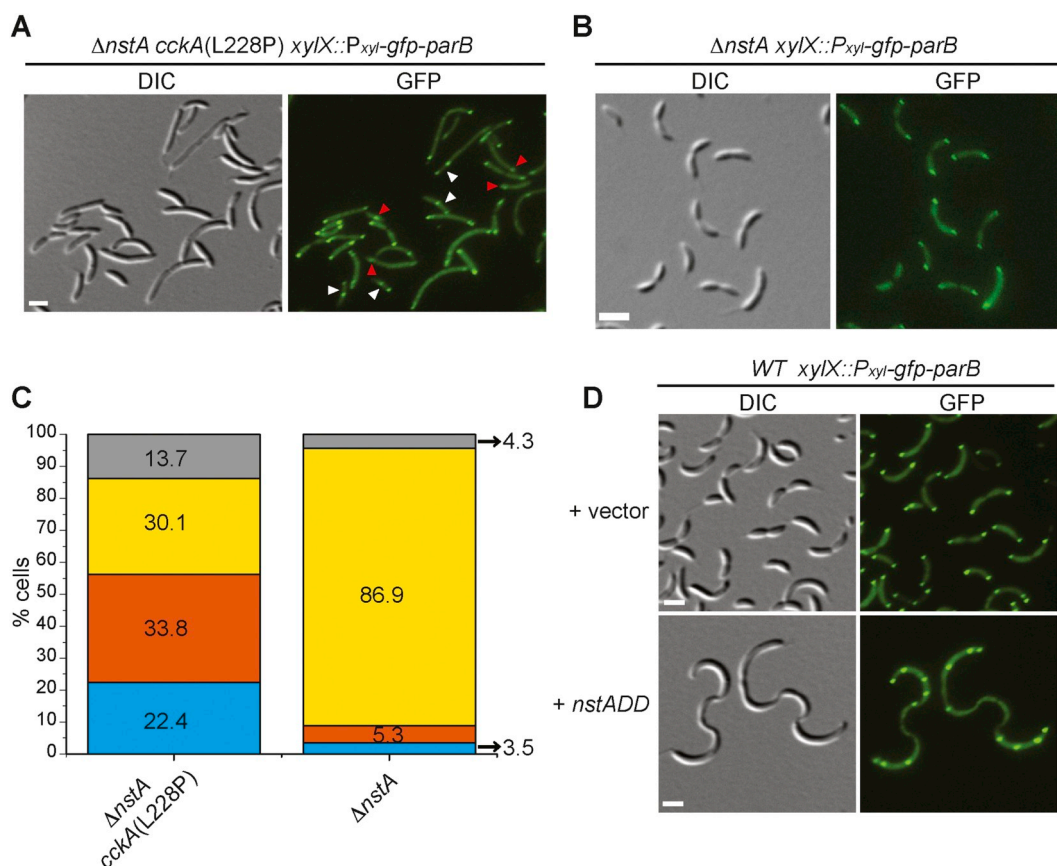 A
ΔnstA cckA(L228P) xylX::Pxyl-gfp-parB
DIC GFP
B
ΔnstA xylX::Pxyl-gfp-parB
DIC GFP
C
% cells
100
90
80
70
60
50
40
30
20
10
0
13.7
30.1
33.8
22.4
4.3
86.9
5.3
3.5
ΔnstA
cckA(L228P)
ΔnstA
D
WT xylX::Pxyl-gfp-parB
DIC GFP
+ vector
+ nstADD